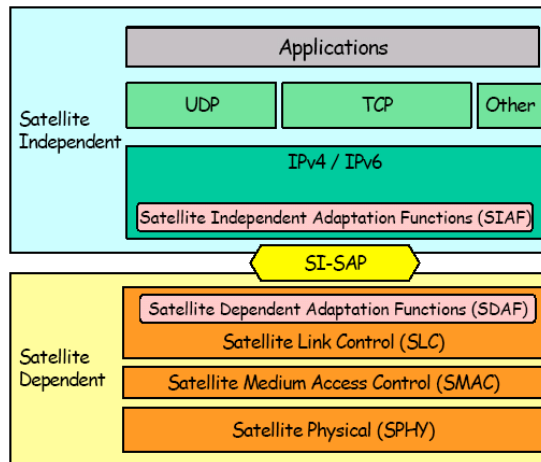 Applications
UDP
TCP
Other
Satellite
Independent
IPv4 / IPv6
Satellite Independent Adaptation Functions (SIAF)
SI-SAP
Satellite Dependent Adaptation Functions (SDAF)
Satellite Link Control (SLC)
Satellite
Dependent
Satellite Medium Access Control (SMAC)
Satellite Physical (SPHY)